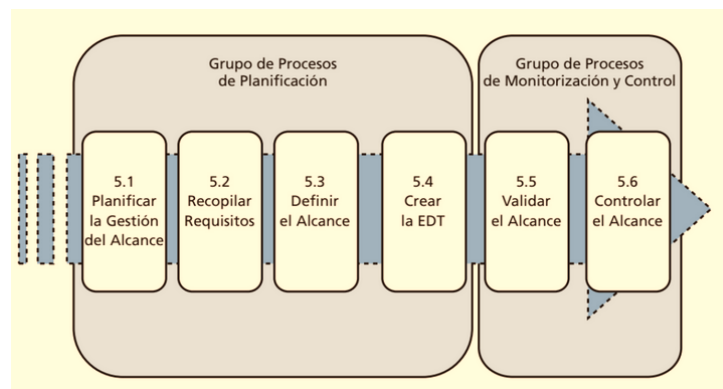 Grupo de Procesos
de Planificación
Grupo de Procesos
de Monitorización y Control
5.1
Planificar
la Gestión
del Alcance
5.2
Recopilar
Requisitos
5.3
Definir
el Alcance
5.4
Crear
la EDT
5.5
Validar
el Alcance
5.6
Controlar
el Alcance